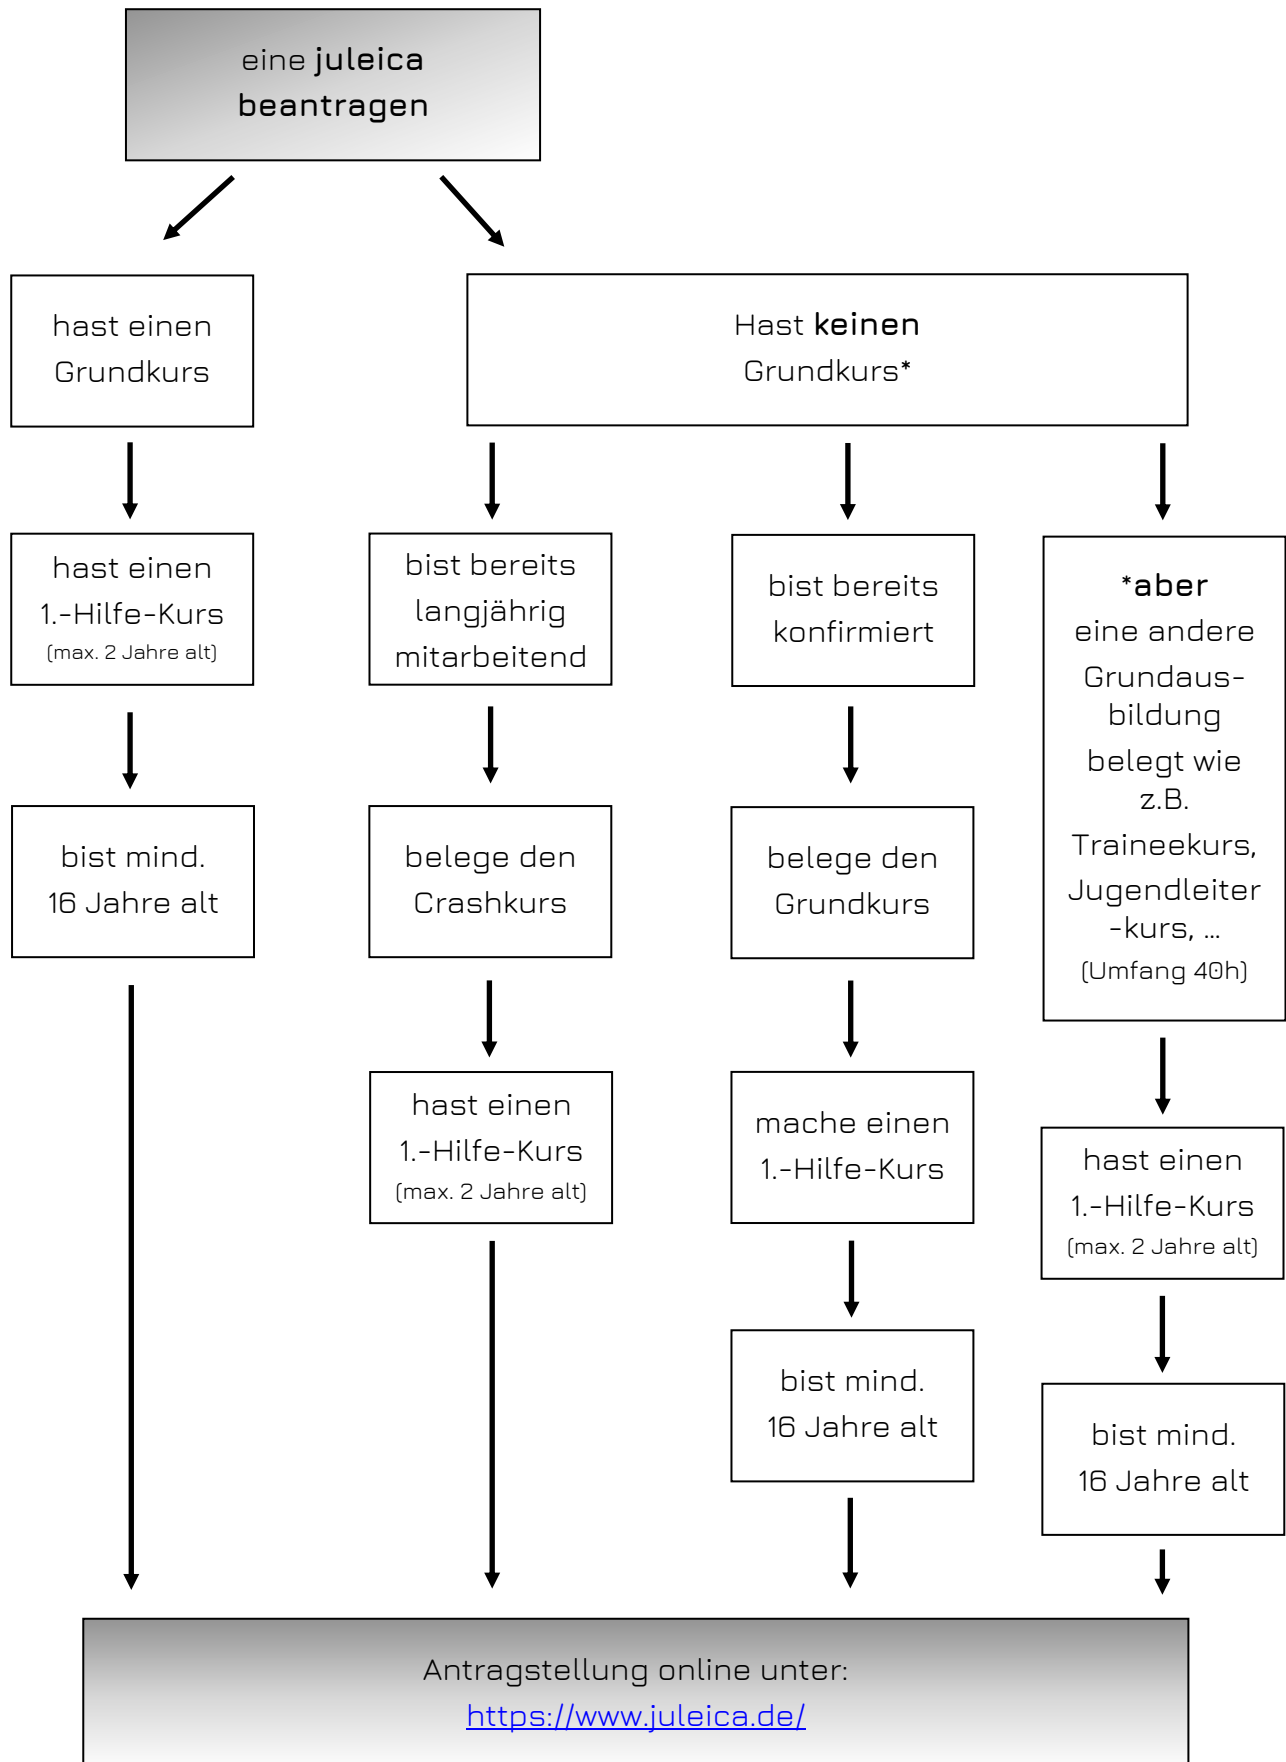 eine juleica
beantragen
hast einen
Grundkurs
Hast keinen
Grundkurs*
hast einen
1.-Hilfe-Kurs
(max. 2 Jahre alt)
bist mind.
16 Jahre alt
bist bereits
langjährig
mitarbeitend
belege den
Crashkurs
hast einen
1.-Hilfe-Kurs
(max. 2 Jahre alt)
bist bereits
konfirmiert
belege den
Grundkurs
mache einen
1.-Hilfe-Kurs
bist mind.
16 Jahre alt
*aber
eine andere
Grundaus-
bildung
belegt wie
z.B.
Traineekurs,
Jugendleiter
-kurs, …
(Umfang 40h)
hast einen
1.-Hilfe-Kurs
(max. 2 Jahre alt)
bist mind.
16 Jahre alt
Antragstellung online unter:
https://www.juleica.de/